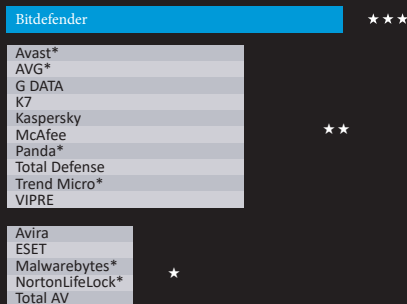 Bitdefender ★★★
Avast*
AVG*
G DATA
K7
Kaspersky
McAfee
Panda*
Total Defense
Trend Micro*
VIPRE
★★
Avira
ESET
Malwarebytes*
NortonLifeLock*
Total AV
★